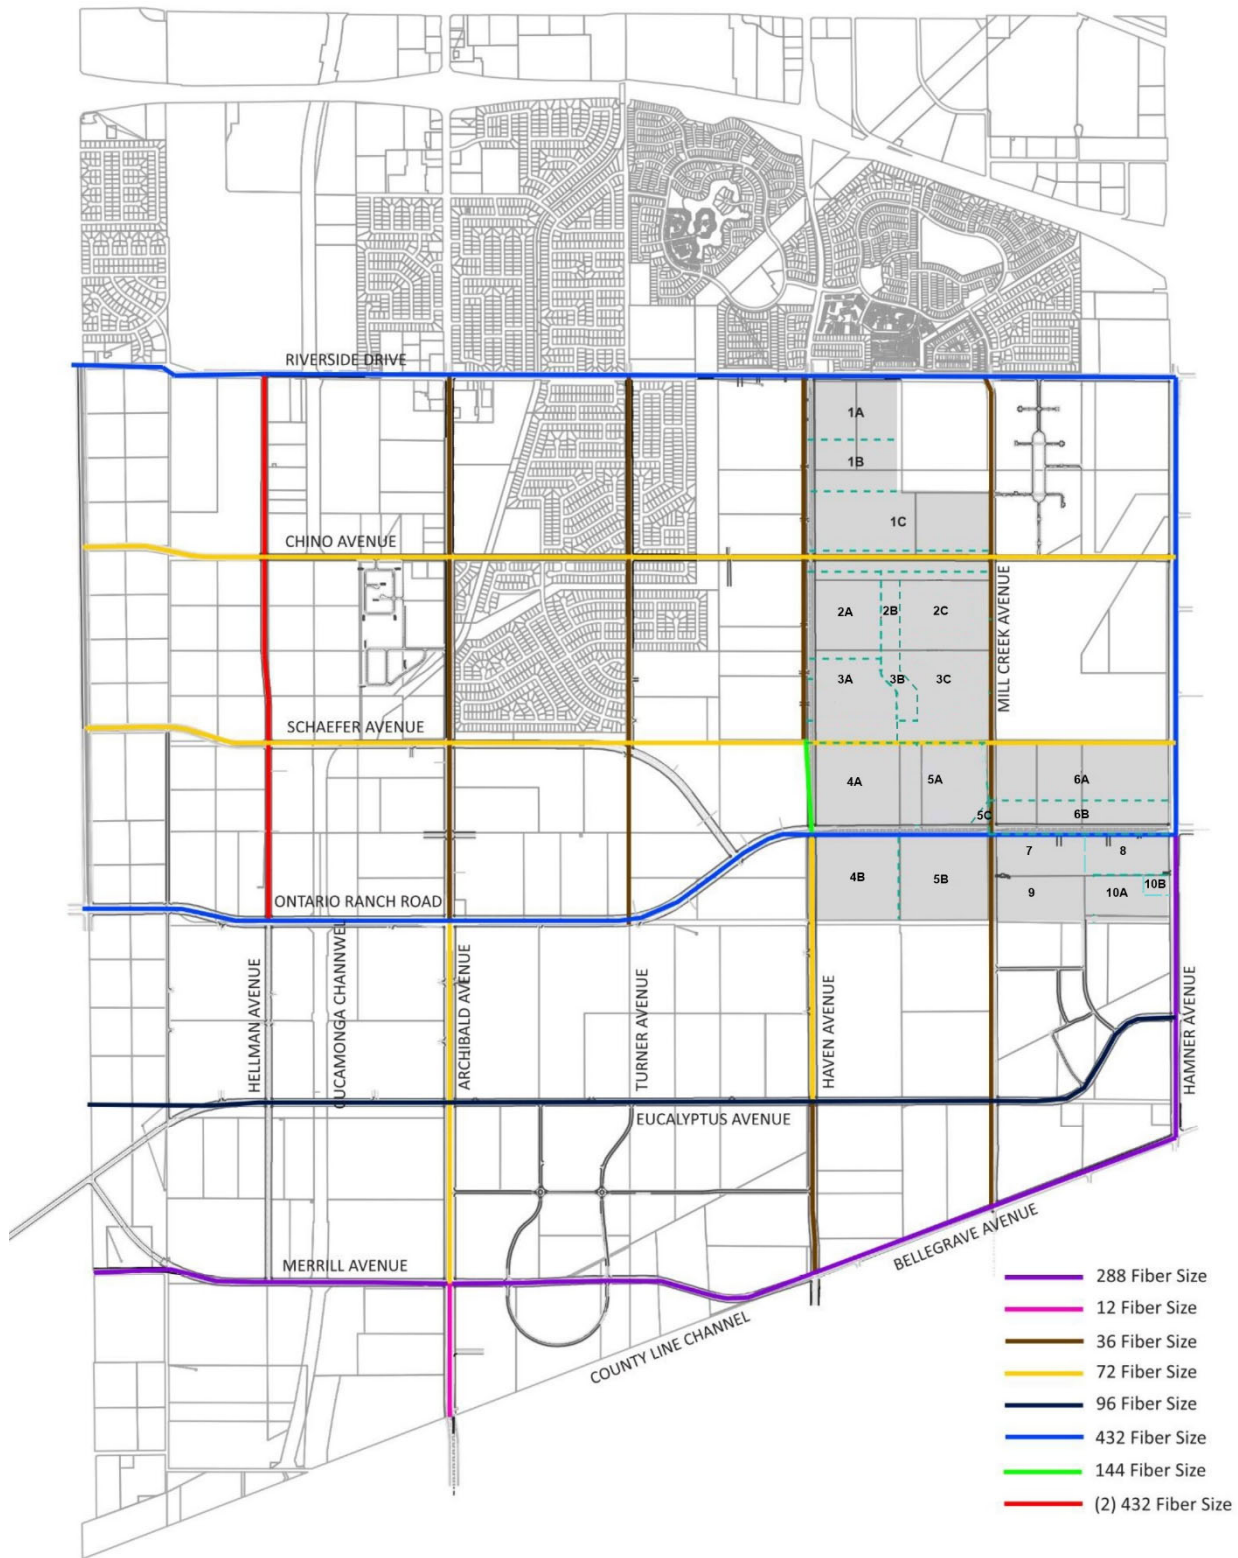 RIVERSIDE DRIVE
1A
1B
1C
CHINO AVENUE
2A
2B
2C
MILL CREEK AVENUE
3A
3B
3C
SCHAEFER AVENUE
4A
5A
6A
5C
6B
7
8
4B
5B
9
10A
10B
ONTARIO RANCH ROAD
HELLMAN AVENUE
CUCAMONGA CHANNWEL
ARCHIBALD AVENUE
TURNER AVENUE
HAVEN AVENUE
HAMNER AVENUE
EUCALYPTUS AVENUE
MERRILL AVENUE
BELLEGRAVE AVENUE
COUNTY LINE CHANNEL
288 Fiber Size
12 Fiber Size
36 Fiber Size
72 Fiber Size
96 Fiber Size
432 Fiber Size
144 Fiber Size
(2) 432 Fiber Size